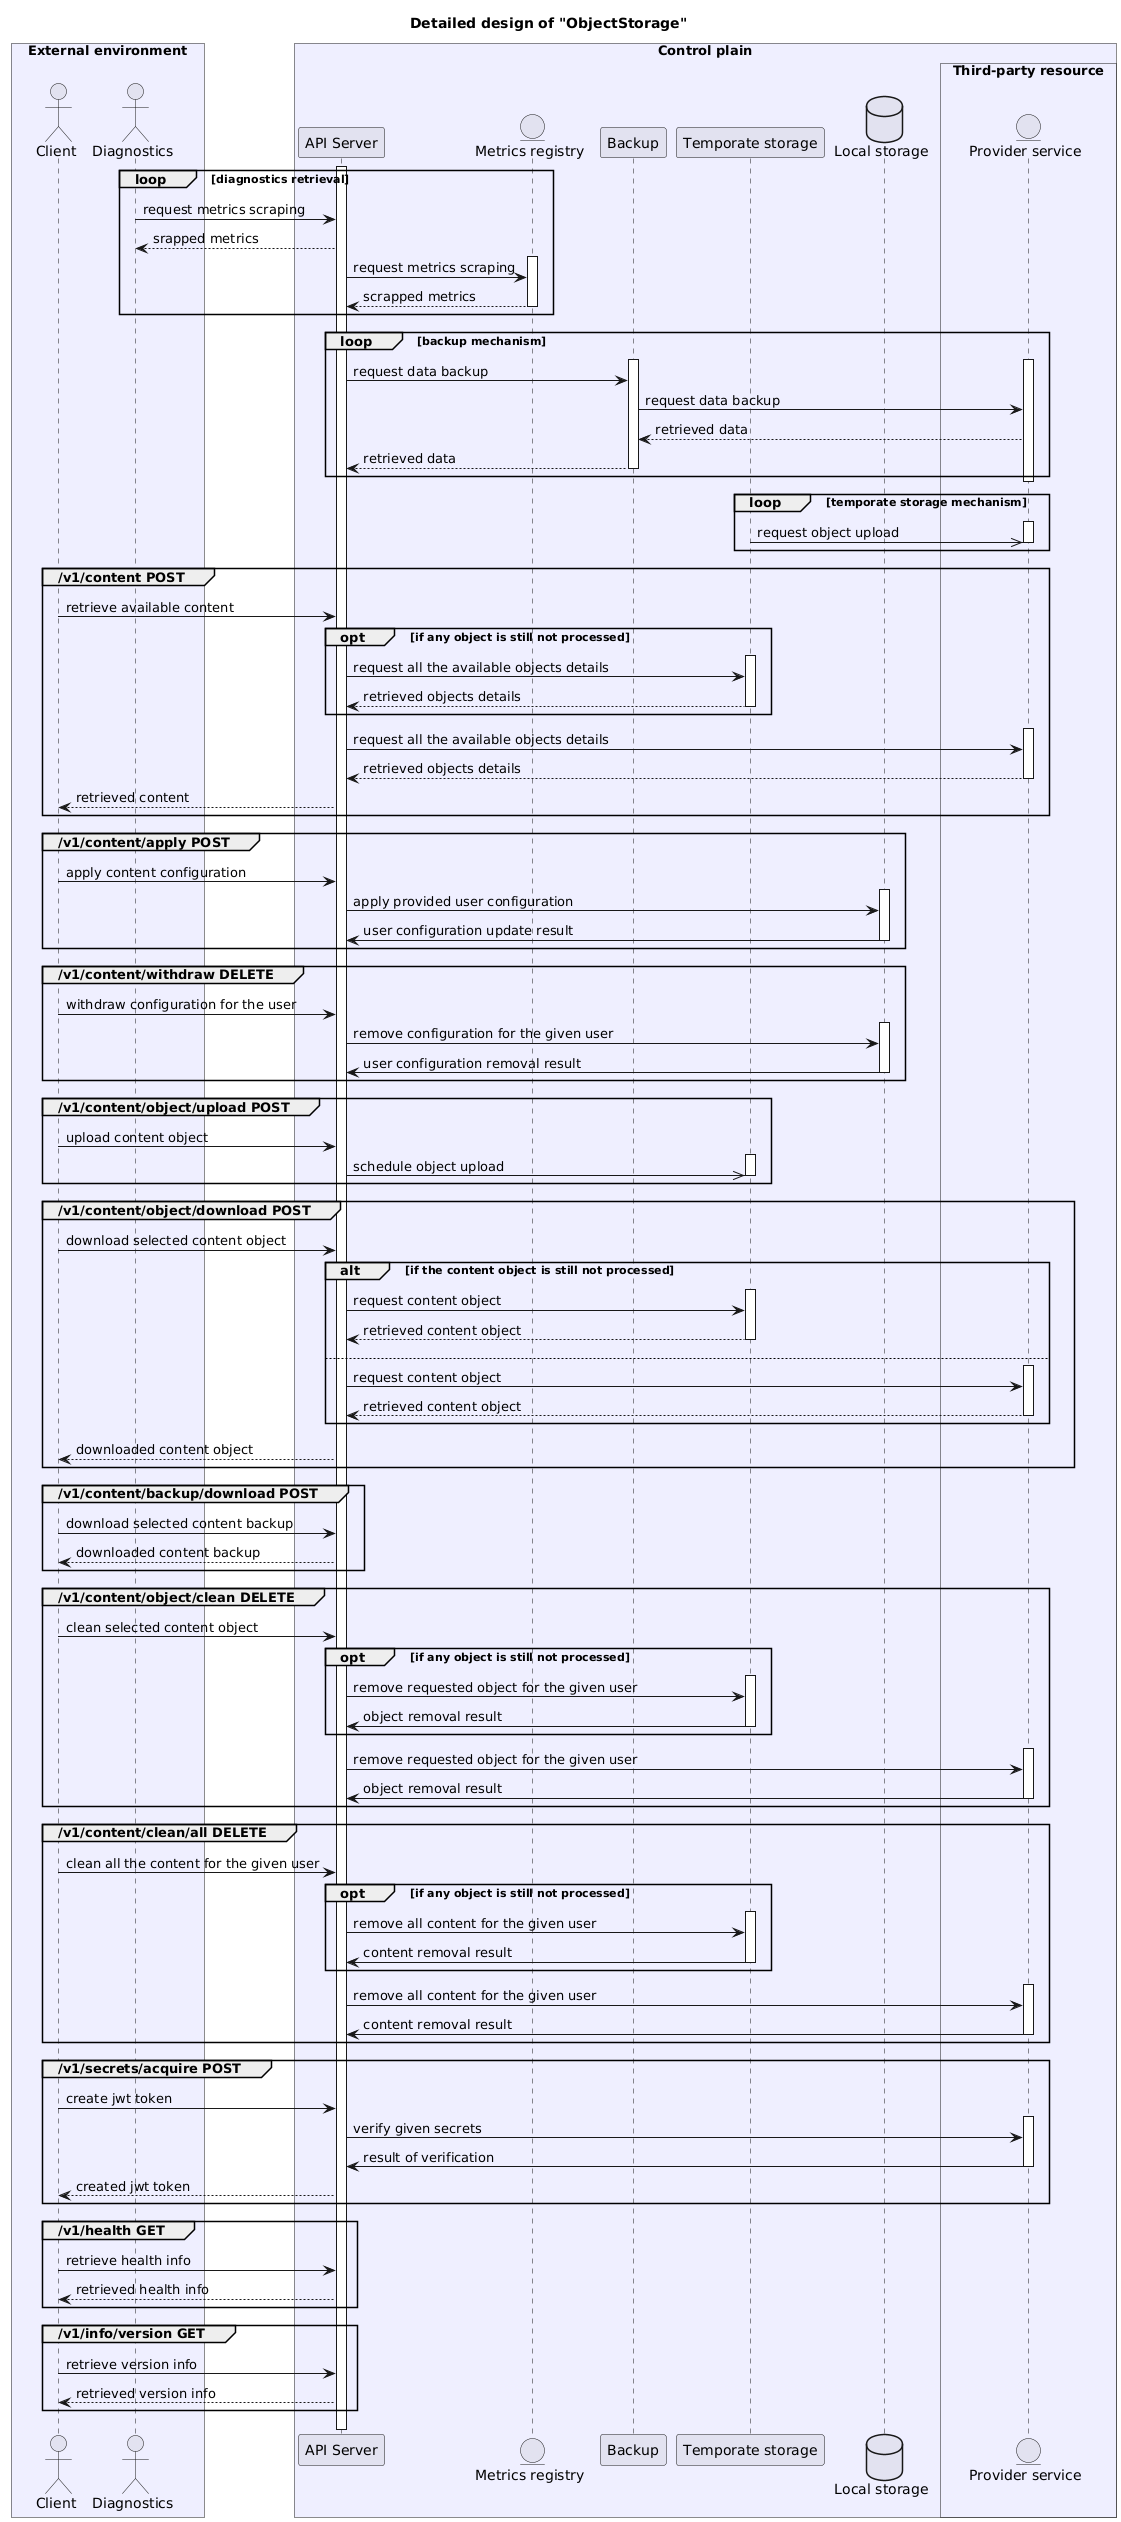 Detailed design of "ObjectStorage"
External environment
Control plain
Third-party resource
Client
Diagnostics
API Server
Metrics registry
Backup
Temporate storage
Local storage
Provider service
loop [diagnostics retrieval]
request metrics scraping
srapped metrics
request metrics scraping
scrapped metrics
loop [backup mechanism]
request data backup
request data backup
retrieved data
retrieved data
loop [temporate storage mechanism]
request object upload
/v1/content POST
retrieve available content
opt [if any object is still not processed]
request all the available objects details
retrieved objects details
request all the available objects details
retrieved objects details
retrieved content
/v1/content/apply POST
apply content configuration
apply provided user configuration
user configuration update result
/v1/content/withdraw DELETE
withdraw configuration for the user
remove configuration for the given user
user configuration removal result
/v1/content/object/upload POST
upload content object
schedule object upload
/v1/content/object/download POST
download selected content object
alt [if the content object is still not processed]
request content object
retrieved content object
request content object
retrieved content object
downloaded content object
/v1/content/backup/download POST
download selected content backup
downloaded content backup
/v1/content/object/clean DELETE
clean selected content object
opt [if any object is still not processed]
remove requested object for the given user
object removal result
remove requested object for the given user
object removal result
/v1/content/clean/all DELETE
clean all the content for the given user
opt [if any object is still not processed]
remove all content for the given user
content removal result
remove all content for the given user
content removal result
/v1/secrets/acquire POST
create jwt token
verify given secrets
result of verification
created jwt token
/v1/health GET
retrieve health info
retrieved health info
/v1/info/version GET
retrieve version info
retrieved version info
Client
Diagnostics
API Server
Metrics registry
Backup
Temporate storage
Local storage
Provider service